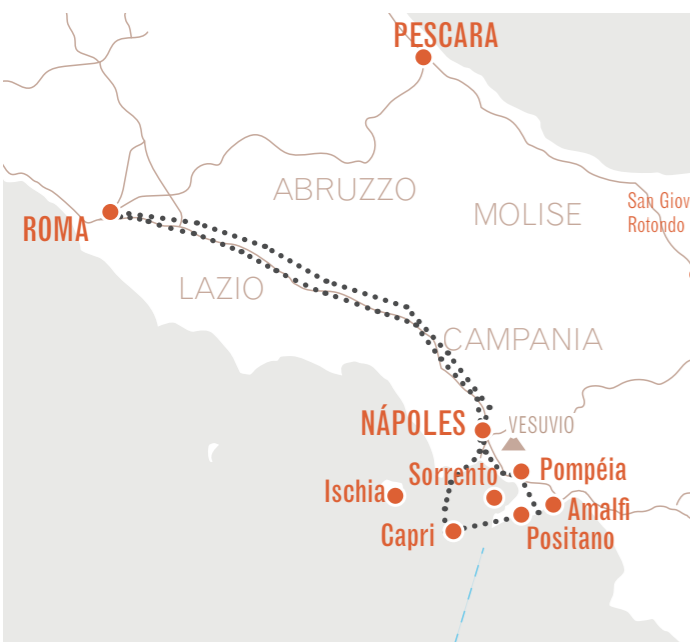 PESCARA
ABRUZZO
MOLISE
San Giov
Rotondo
ROMA
LAZIO
CAMPANIA
NÁPOLES
VESUVIO
Sorrento
Pompéia
Ischia
Amalfi
Capri
Positano